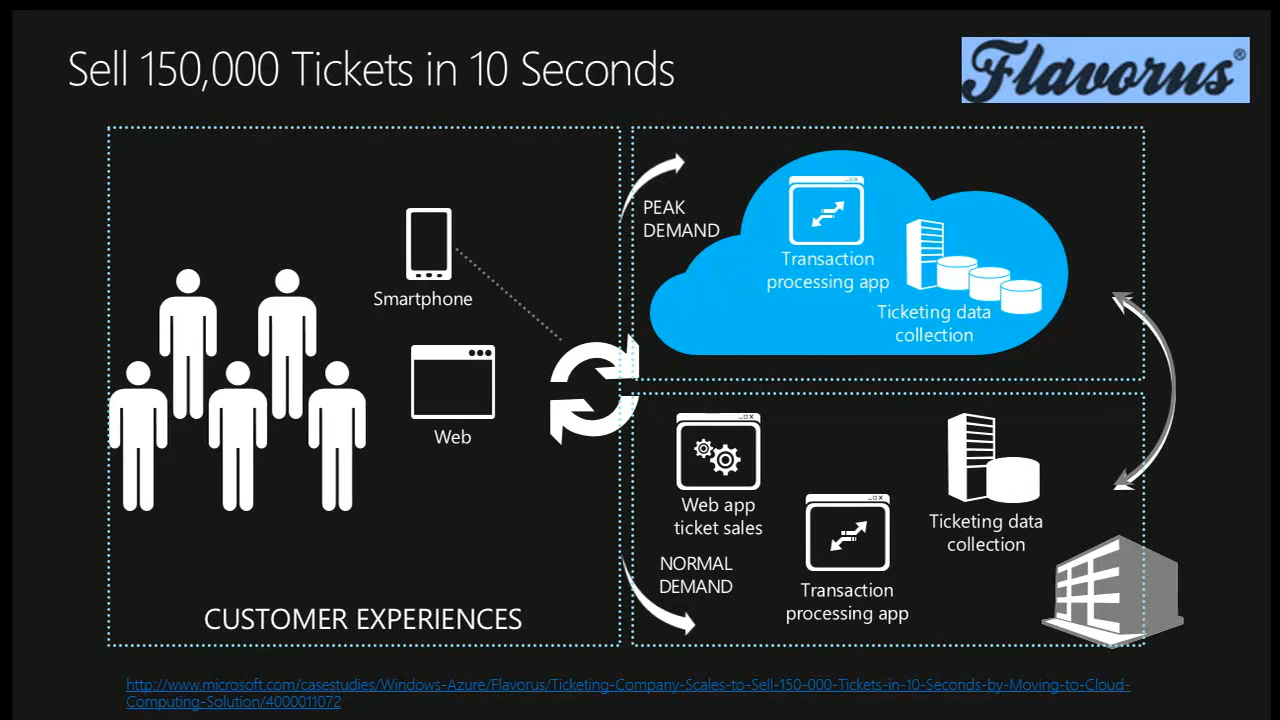 Sell 150,000 Tickets in 10 Seconds
Flavorus®
PEAK
DEMAND
Transaction
processing app
Ticketing data
collection
Smartphone
Web
Web app
ticket sales
Ticketing data
collection
NORMAL
DEMAND
Transaction
processing app
CUSTOMER EXPERIENCES
http://www.microsoft.com/casestudies/Windows-Azure/Flavorus/Ticketing-Company-Scales-to-Sell-150-000-Tickets-in-10-Seconds-by-Moving-to-Cloud-
Computing-Solution/4000011072